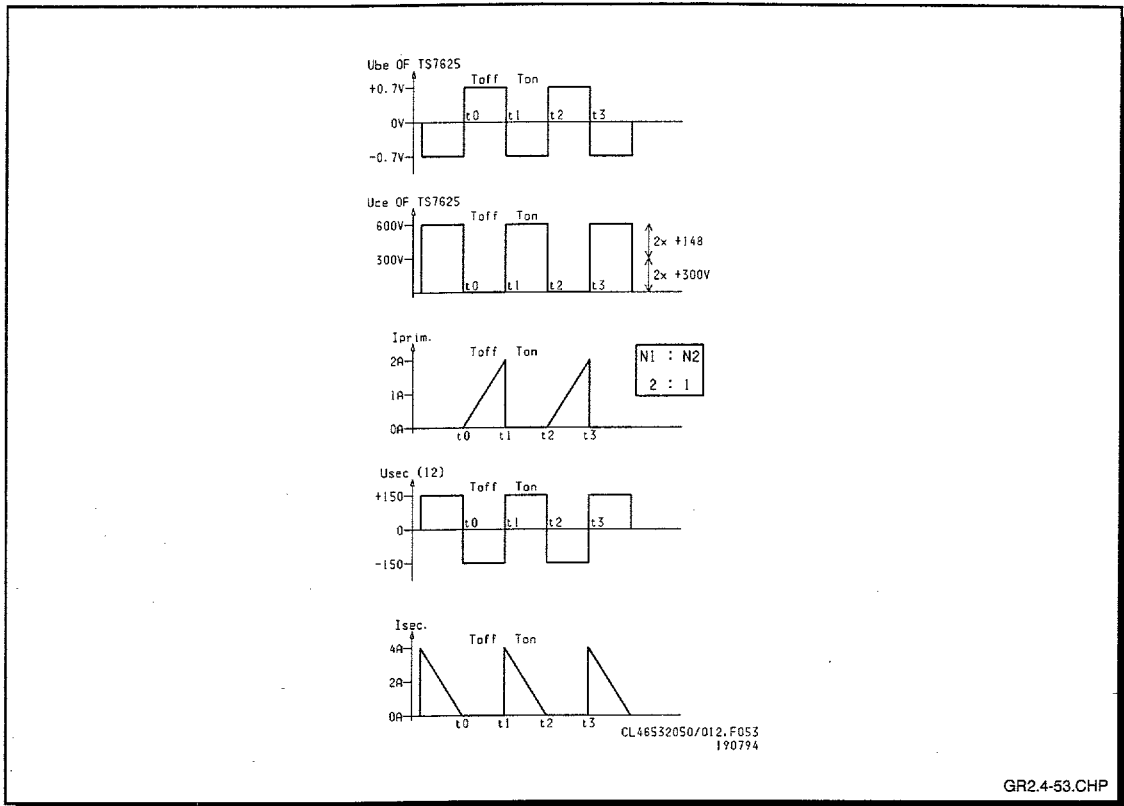 Ube OF TS7625
Toff Ton
+0.7V
t0 t1 t2 t3
0V
-0.7V
Uce OF TS7625
Toff Ton
600V
2x +148
300V
2x +300V
t0 t1 t2 t3
Iprim.
Toff Ton
2A
N1 : N2
1A
2 : 1
0A
t0 t1 t2 t3
Usec (12)
Toff Ton
+150
t0 t1 t2 t3
0
-150
Isec.
Toff Ton
4A
2A
0A
t0 t1 t2 t3
CL46532050/012.F053
190794
GR2.4-53.CHP